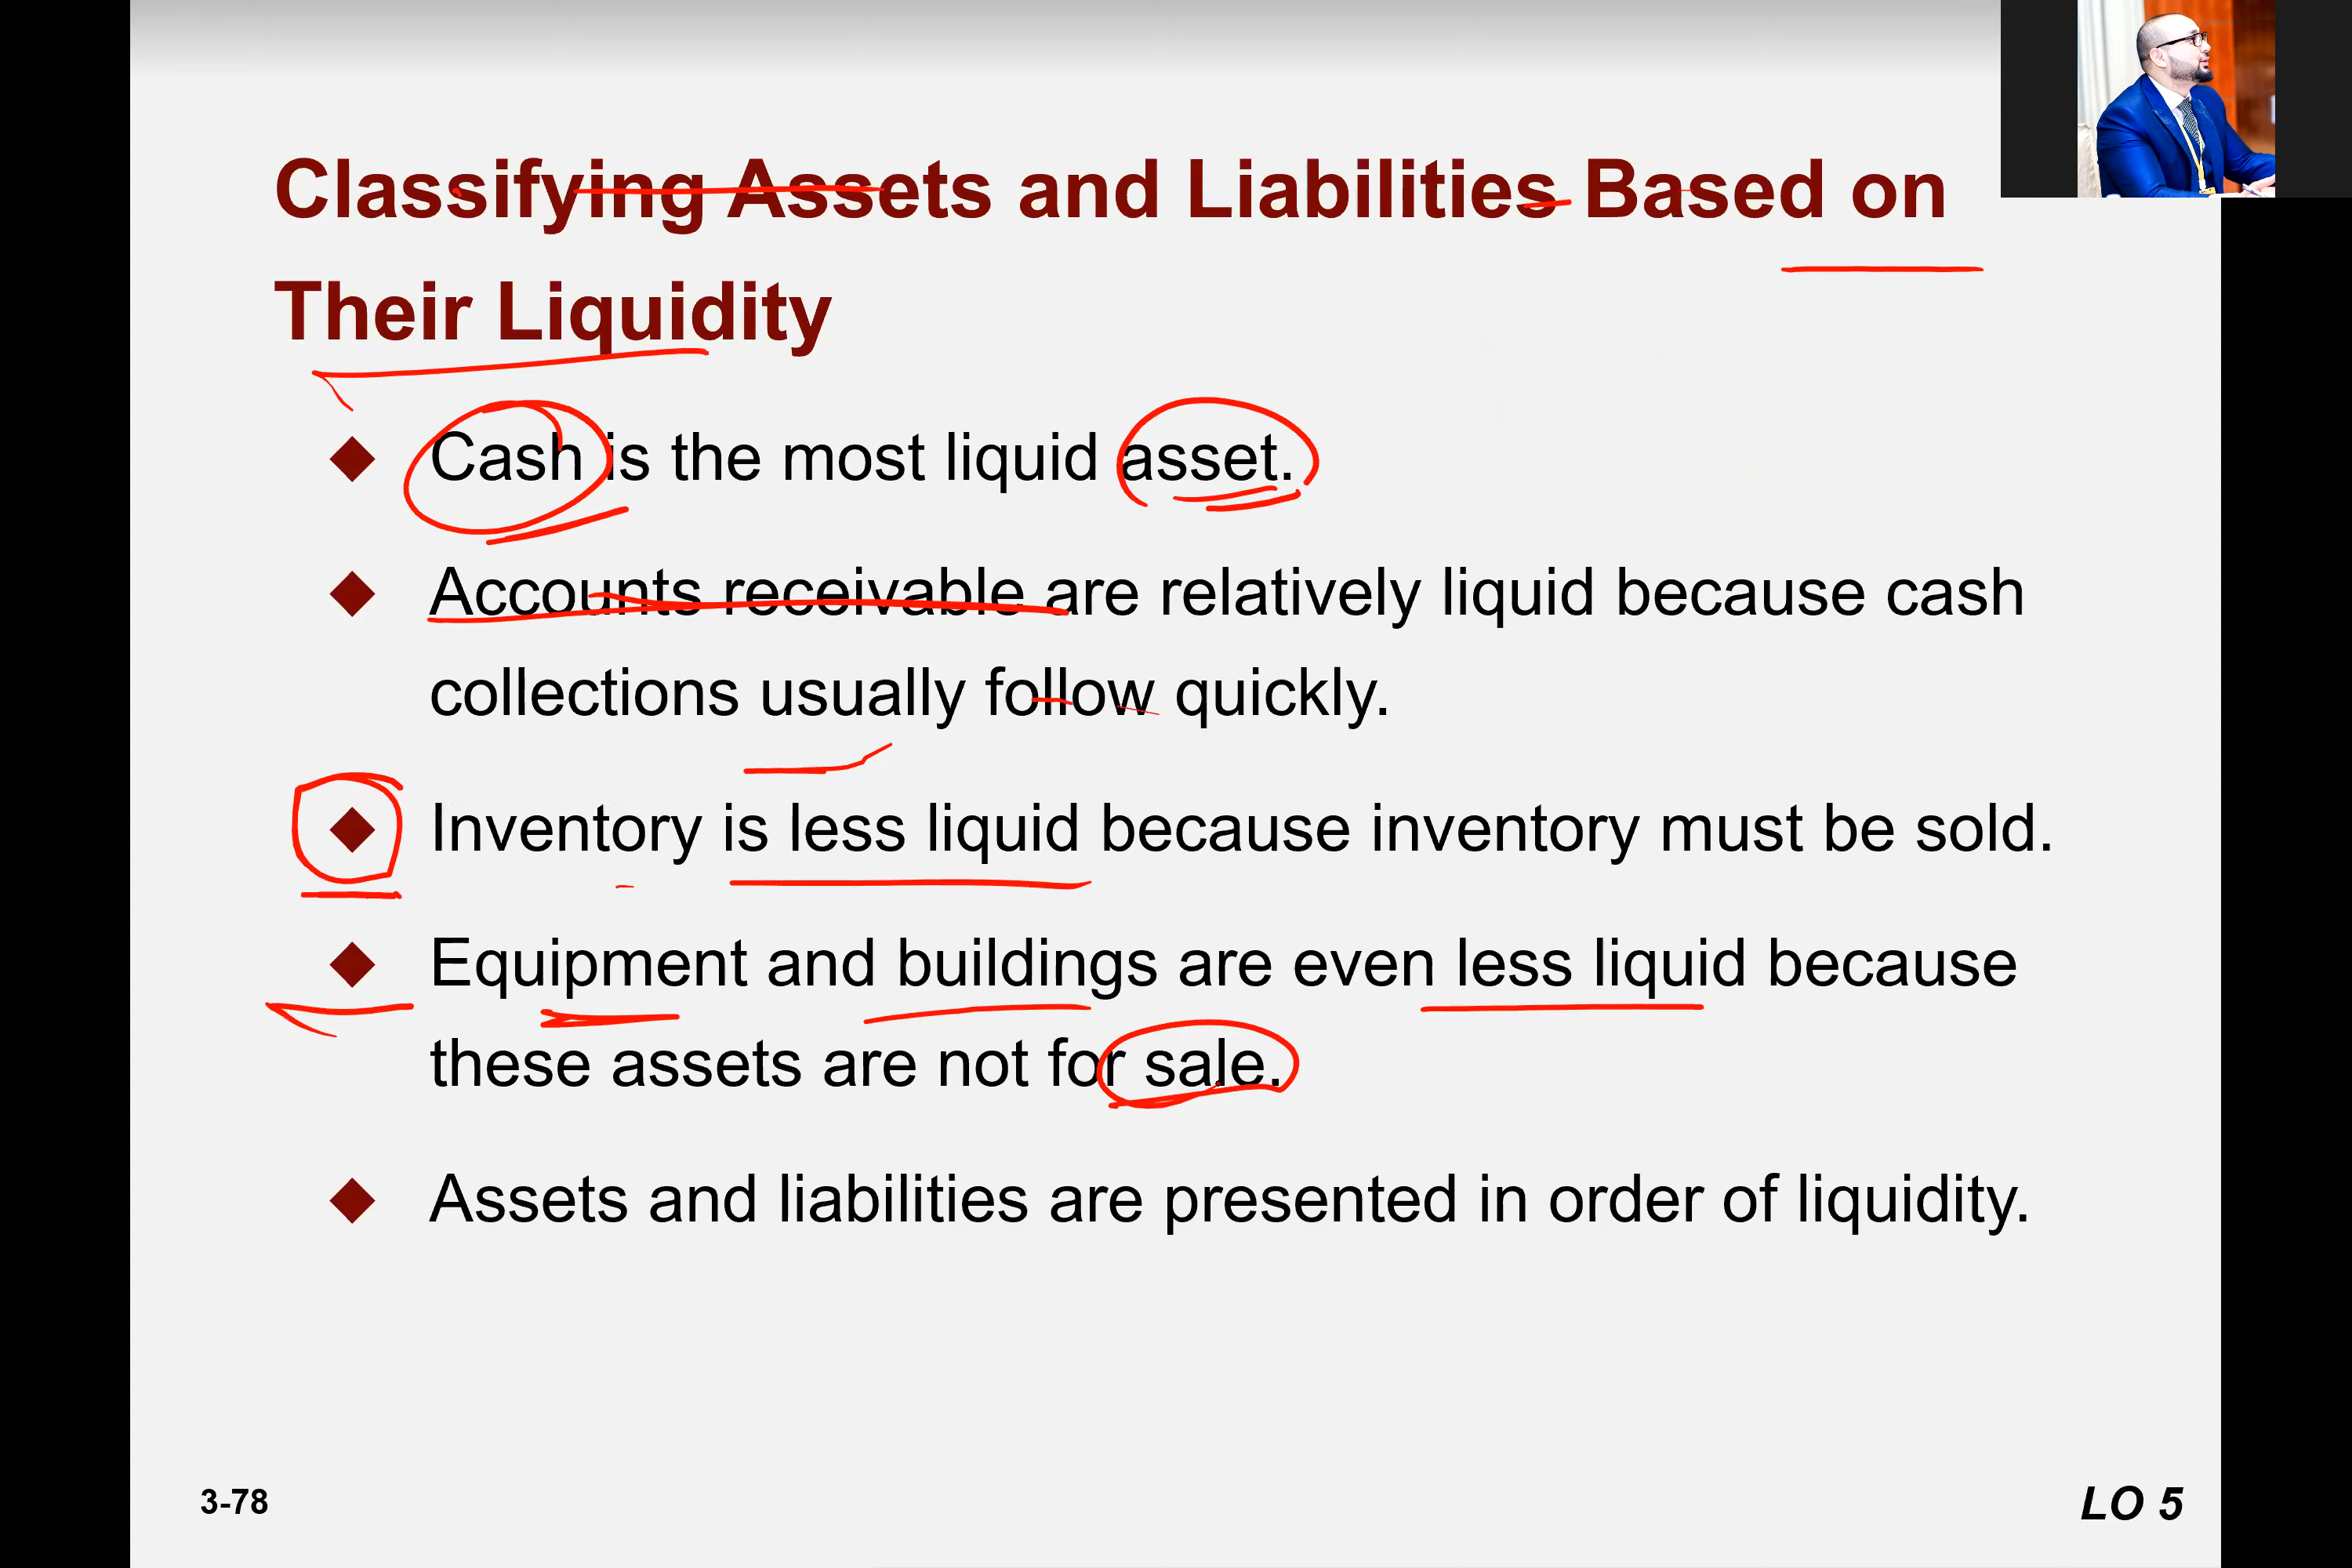 Classifying Assets and Liabilities Based on
Their Liquidity
Cash is the most liquid asset.
Accounts receivable are relatively liquid because cash
collections usually follow quickly.
Inventory is less liquid because inventory must be sold.
Equipment and buildings are even less liquid because
these assets are not for sale.
Assets and liabilities are presented in order of liquidity.
3-78
LO 5